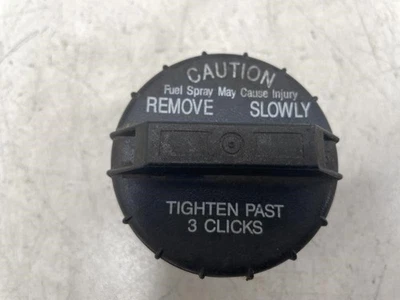 CAUTION
Fuel Spray May Cause Injury
REMOVE SLOWLY
TIGHTEN PAST
3 CLICKS